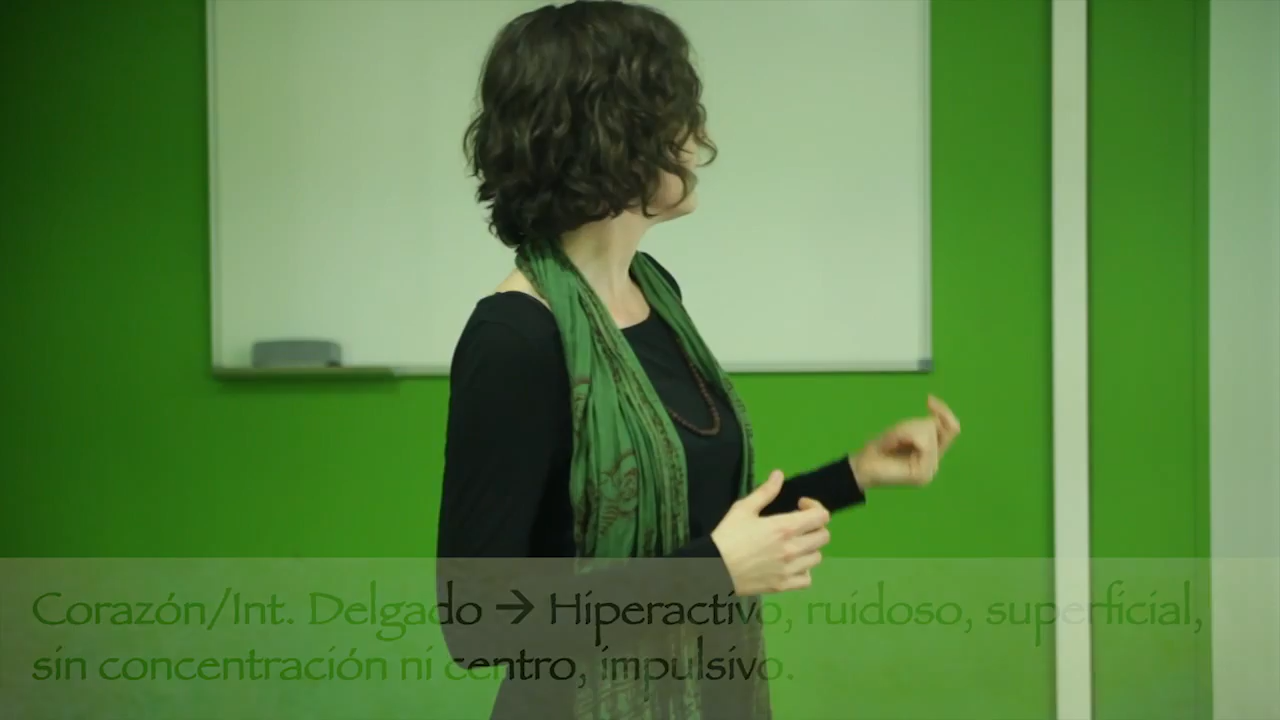 Corazón/Int. Delgado → Hiperactivo, ruidoso, superficial,
sin concentración ni centro, impulsivo.